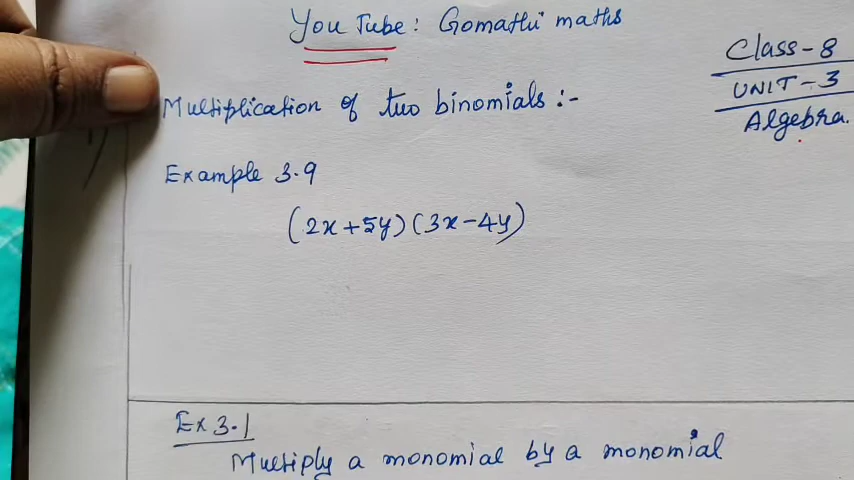 You Tube: Gomathi maths
Class-8
UNIT-3
Algebra.
Multiplication of two binomials :-
Example 3.9
(2x+5y)(3x-4y)
Ex 3.1
Multiply a monomial by a monomial